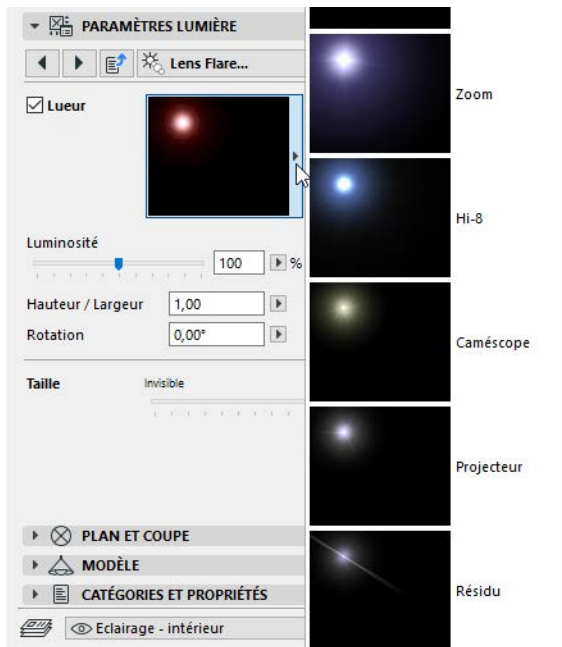 PARAMÈTRES LUMIÈRE
Lens Flare...
Lueur
Luminosité
100 %
Hauteur / Largeur 1,00
Rotation 0,00°
Taille Invisible
PLAN ET COUPE
MODÈLE
CATÉGORIES ET PROPRIÉTÉS
Eclairage - intérieur
Zoom
Hi-8
Caméscope
Projecteur
Résidu